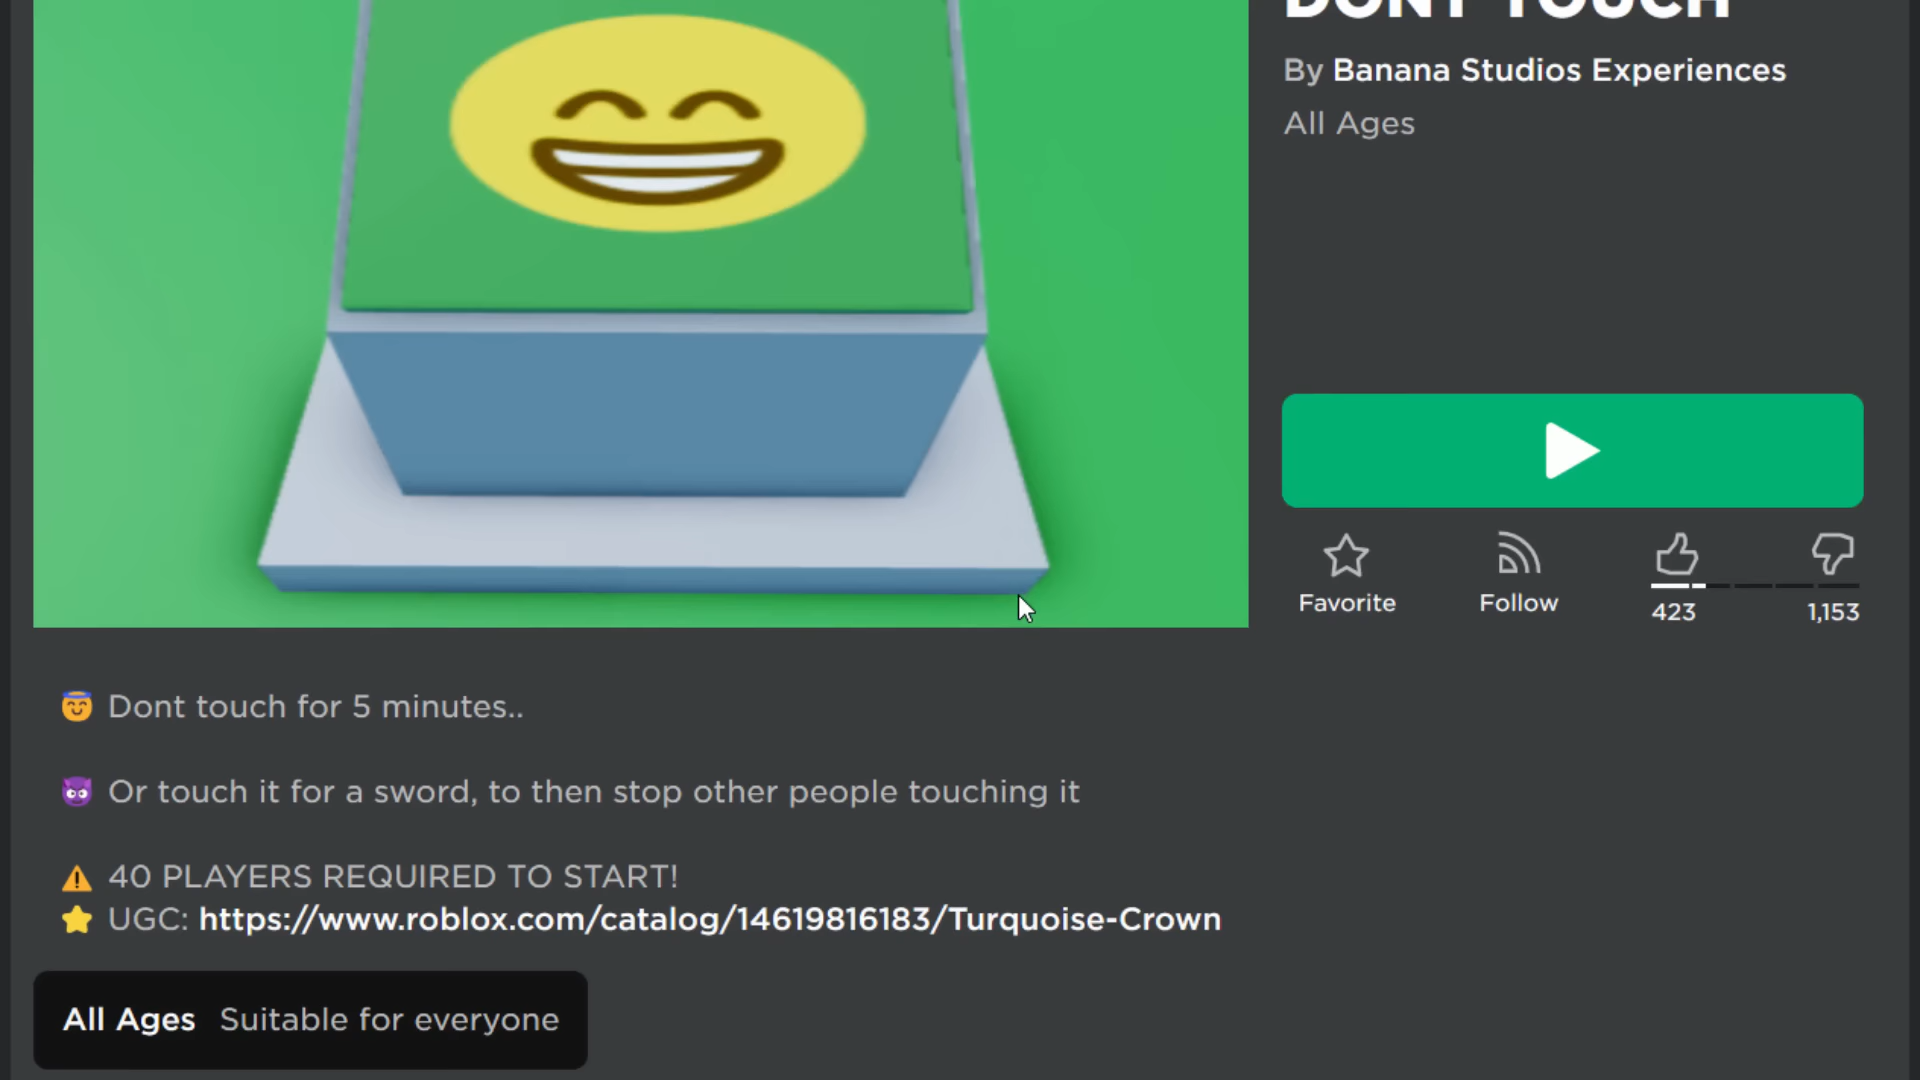 DONT TOUCH
By Banana Studios Experiences
All Ages
Favorite
Follow
423
1,153
Dont touch for 5 minutes..
Or touch it for a sword, to then stop other people touching it
40 PLAYERS REQUIRED TO START!
UGC: https://www.roblox.com/catalog/14619816183/Turquoise-Crown
All Ages Suitable for everyone